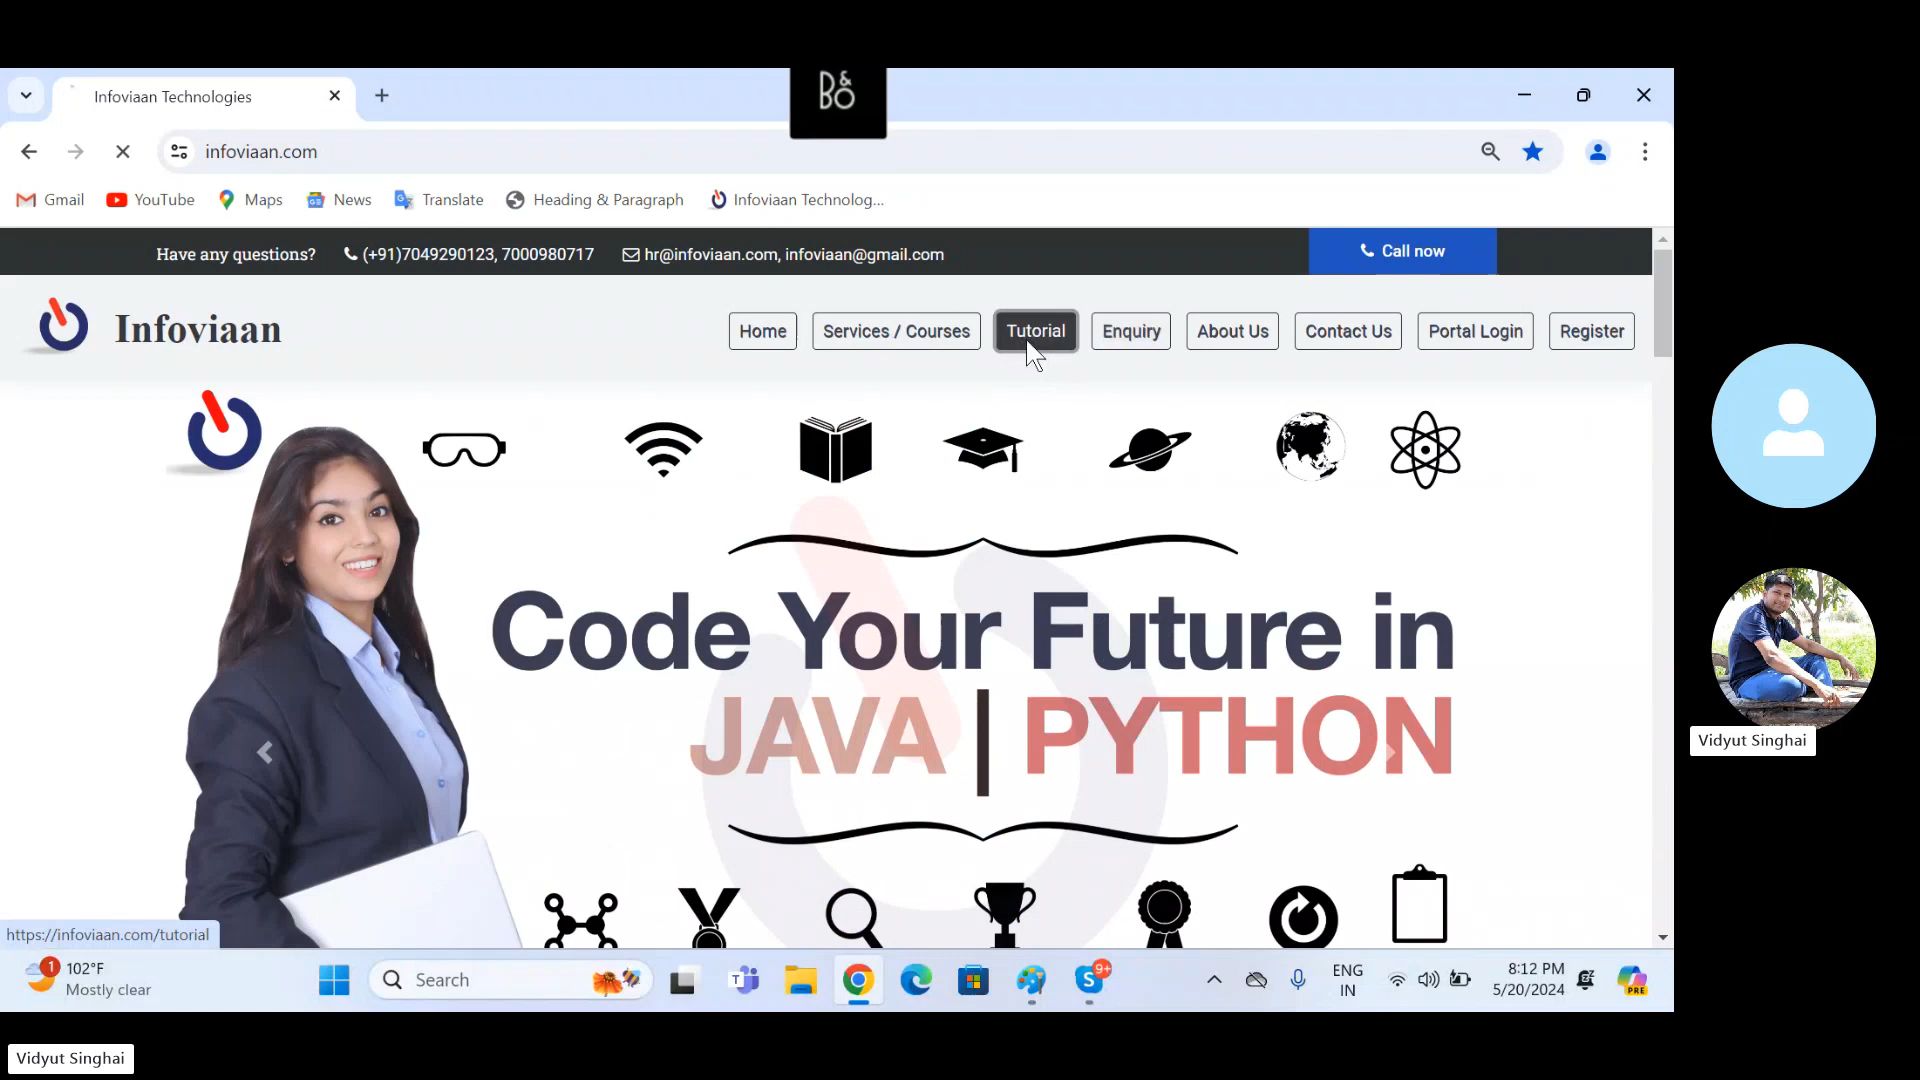 B&O
Infoviaan Technologies
infoviaan.com
Gmail YouTube Maps News Translate Heading & Paragraph Infoviaan Technolog...
Have any questions? (+91)7049290123, 7000980717 hr@infoviaan.com, infoviaan@gmail.com Call now
Infoviaan Home Services / Courses Tutorial Enquiry About Us Contact Us Portal Login Register
Code Your Future in
JAVA | PYTHON
Vidyut Singhai
https://infoviaan.com/tutorial
1 102°F
Mostly clear
Search
9+
ENG
IN
8:12 PM
5/20/2024
PRE
Vidyut Singhai